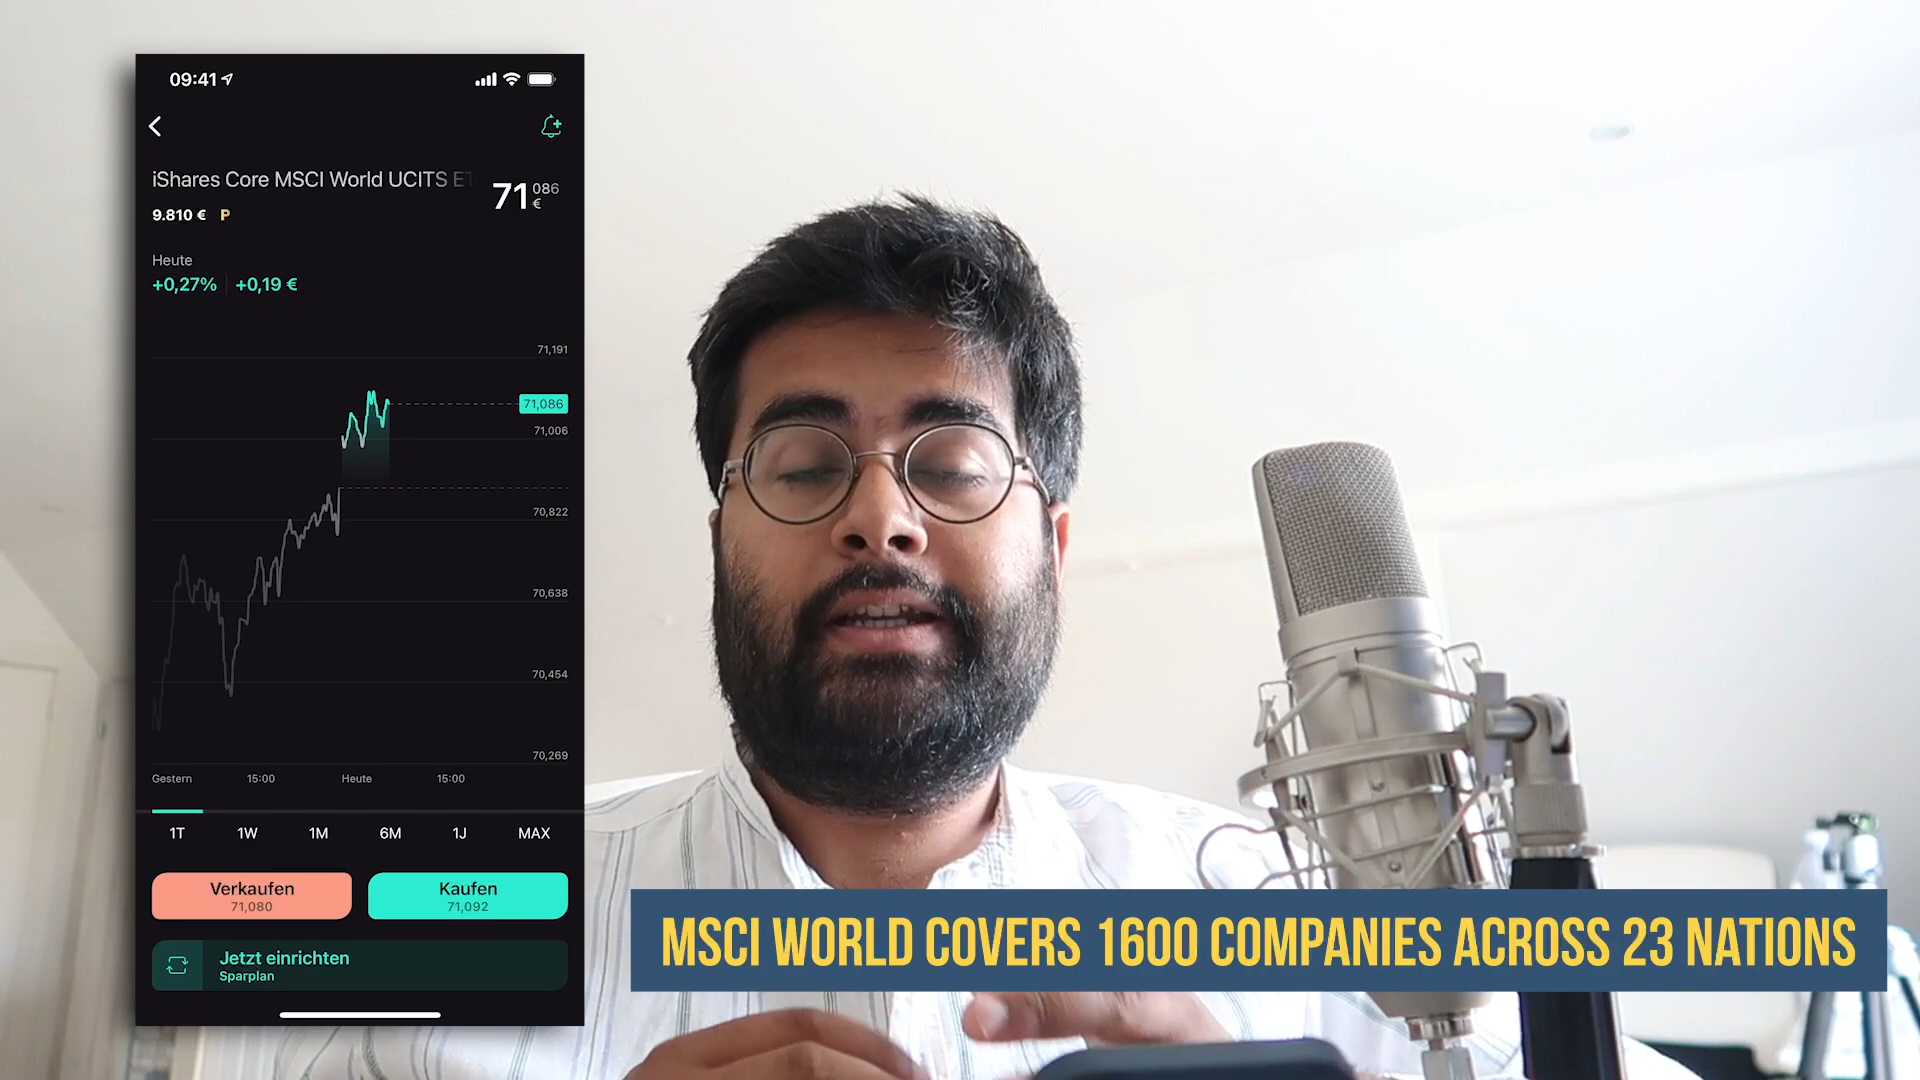 09:41
iShares Core MSCI World UCITS ET
71 086 €
9.810 € P
Heute
+0,27% +0,19 €
71,191
71,086
71,006
70,822
70,638
70,454
70,269
Gestern 15:00 Heute 15:00
1T 1W 1M 6M 1J MAX
Verkaufen Kaufen
71,080 71,092
Jetzt einrichten
Sparplan
MSCI WORLD COVERS 1600 COMPANIES ACROSS 23 NATIONS